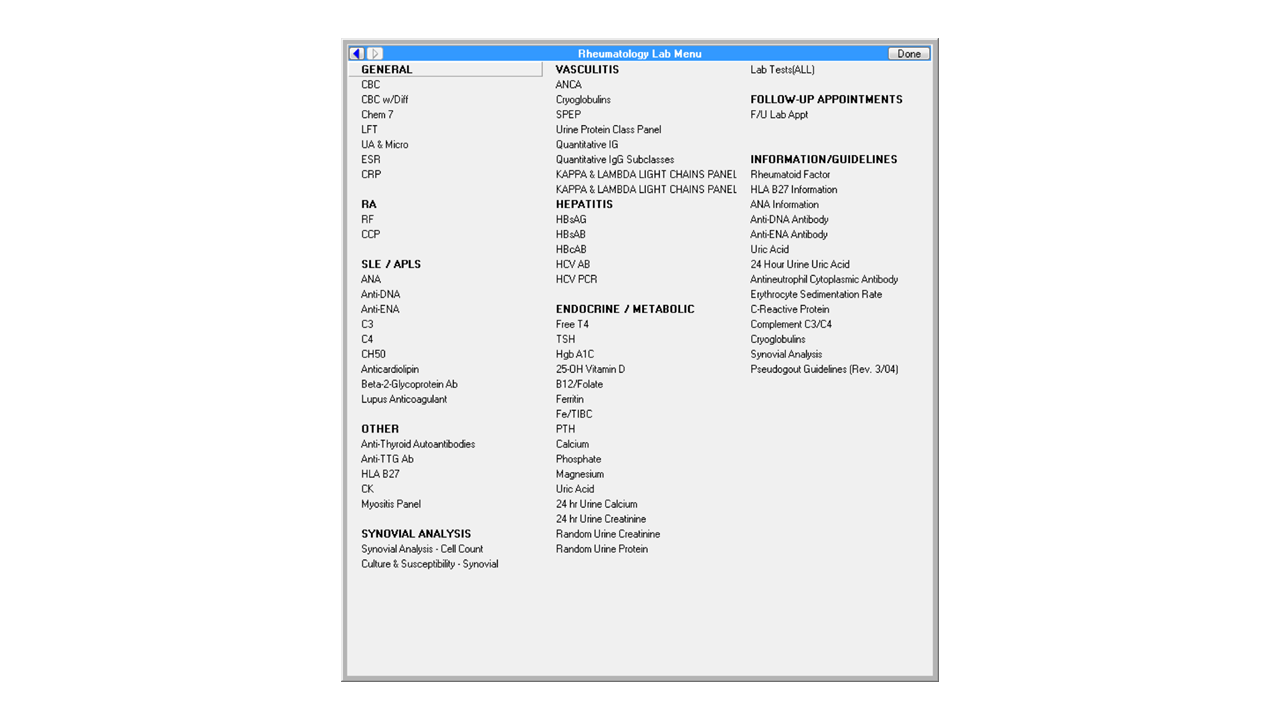 Rheumatology Lab Menu
Done
GENERAL
CBC
CBC w/Diff
Chem 7
LFT
UA & Micro
ESR
CRP
RA
RF
CCP
SLE / APLS
ANA
Anti-DNA
Anti-ENA
C3
C4
CH50
Anticardiolipin
Beta-2-Glycoprotein Ab
Lupus Anticoagulant
OTHER
Anti-Thyroid Autoantibodies
Anti-TTG Ab
HLA B27
CK
Myositis Panel
SYNOVIAL ANALYSIS
Synovial Analysis - Cell Count
Culture & Susceptibility - Synovial
VASCULITIS
ANCA
Cryoglobulins
SPEP
Urine Protein Class Panel
Quantitative IG
Quantitative IgG Subclasses
KAPPA & LAMBDA LIGHT CHAINS PANEL
KAPPA & LAMBDA LIGHT CHAINS PANEL
HEPATITIS
HBsAG
HBsAB
HBcAB
HCV AB
HCV PCR
ENDOCRINE / METABOLIC
Free T4
TSH
Hgb A1C
25-OH Vitamin D
B12/Folate
Ferritin
Fe/TIBC
PTH
Calcium
Phosphate
Magnesium
Uric Acid
24 hr Urine Calcium
24 hr Urine Creatinine
Random Urine Creatinine
Random Urine Protein
Lab Tests(ALL)
FOLLOW-UP APPOINTMENTS
F/U Lab Appt
INFORMATION/GUIDELINES
Rheumatoid Factor
HLA B27 Information
ANA Information
Anti-DNA Antibody
Anti-ENA Antibody
Uric Acid
24 Hour Urine Uric Acid
Antineutrophil Cytoplasmic Antibody
Erythrocyte Sedimentation Rate
C-Reactive Protein
Complement C3/C4
Cryoglobulins
Synovial Analysis
Pseudogout Guidelines (Rev. 3/04)